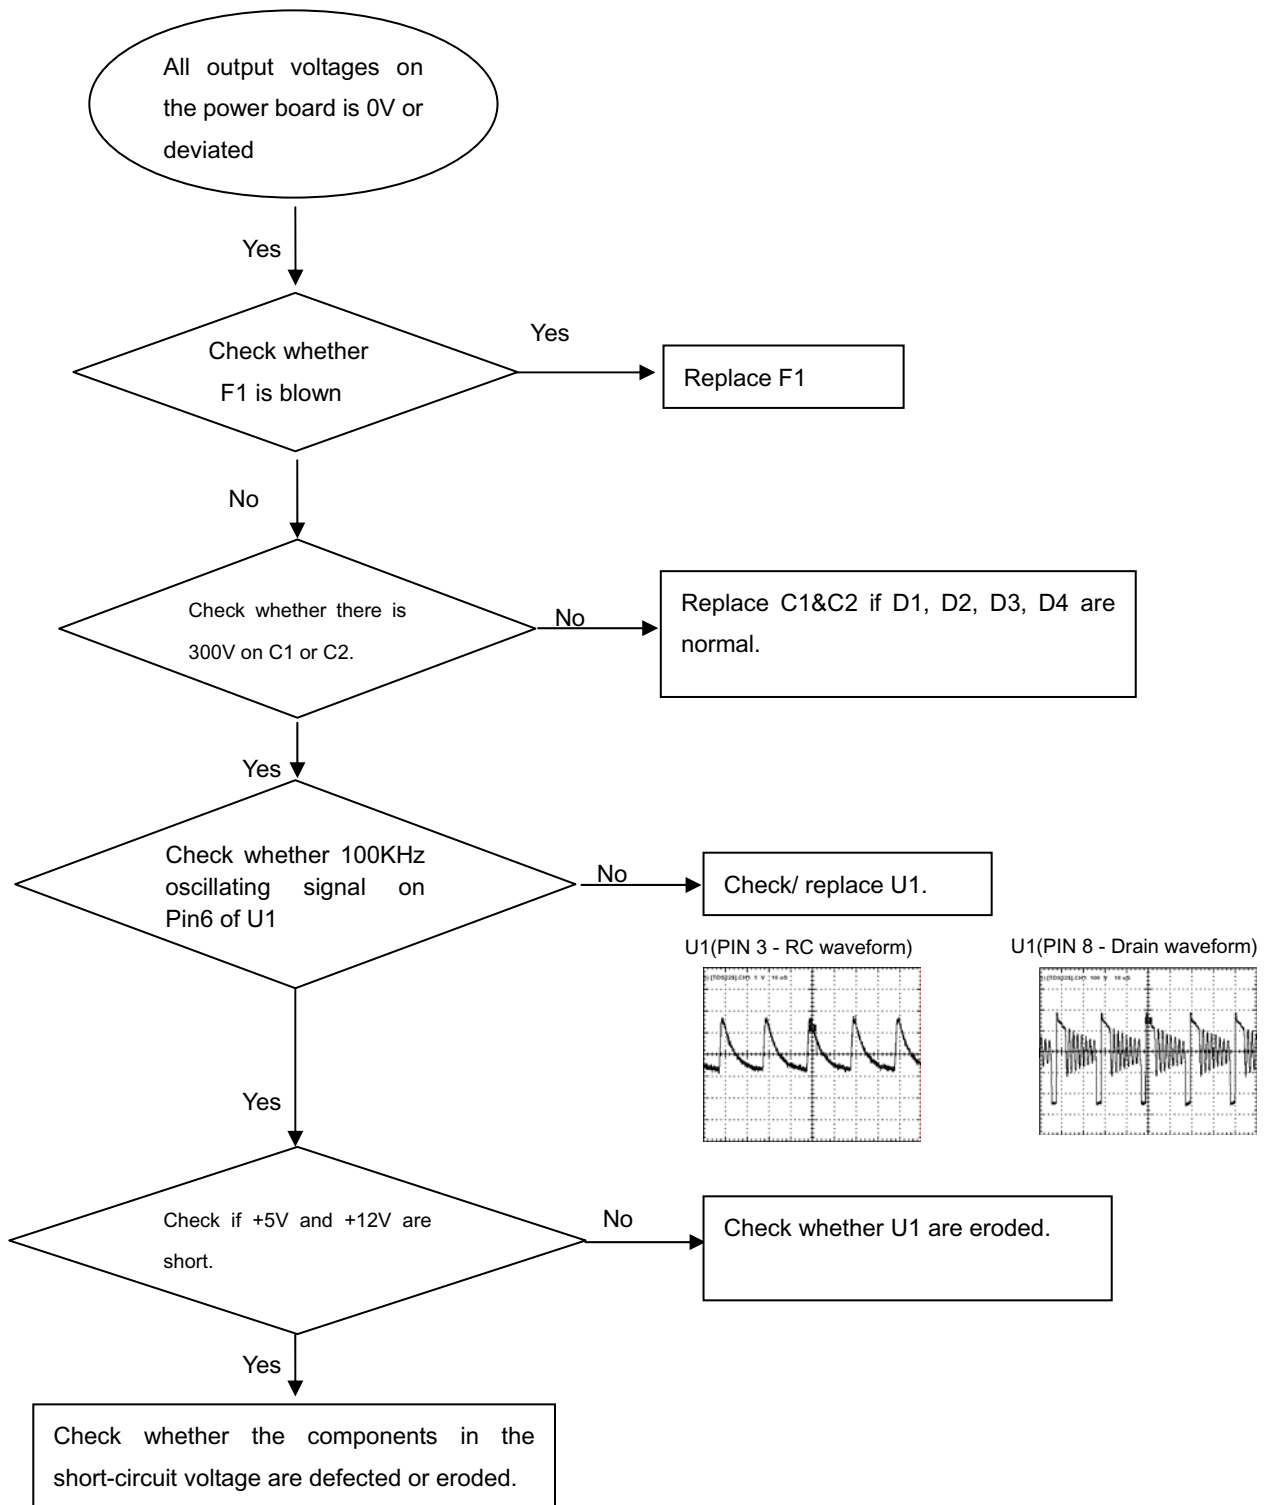 All output voltages on
the power board is 0V or
deviated
Yes
Check whether
F1 is blown
Yes
Replace F1
No
Check whether there is
300V on C1 or C2.
No
Replace C1&C2 if D1, D2, D3, D4 are
normal.
Yes
Check whether 100KHz
oscillating signal on
Pin6 of U1
No
Check/ replace U1.
U1(PIN 3 - RC waveform)
U1(PIN 8 - Drain waveform)
Yes
Check if +5V and +12V are
short.
No
Check whether U1 are eroded.
Yes
Check whether the components in the
short-circuit voltage are defected or eroded.